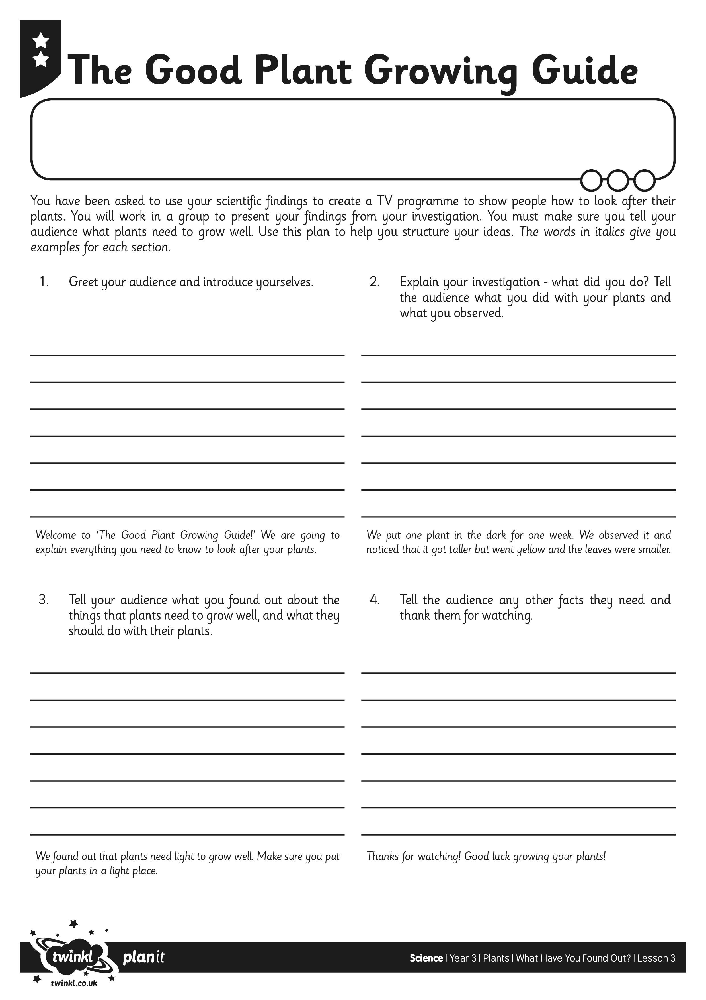 The Good Plant Growing Guide
You have been asked to use your scientific findings to create a TV programme to show people how to look after their
plants. You will work in a group to present your findings from your investigation. You must make sure you tell your
audience what plants need to grow well. Use this plan to help you structure your ideas. The words in italics give you
examples for each section.
1. Greet your audience and introduce yourselves.
Welcome to ‘The Good Plant Growing Guide!’ We are going to
explain everything you need to know to look after your plants.
2. Explain your investigation - what did you do? Tell
the audience what you did with your plants and
what you observed.
We put one plant in the dark for one week. We observed it and
noticed that it got taller but went yellow and the leaves were smaller.
3. Tell your audience what you found out about the
things that plants need to grow well, and what they
should do with their plants.
We found out that plants need light to grow well. Make sure you put
your plants in a light place.
4. Tell the audience any other facts they need and
thank them for watching.
Thanks for watching! Good luck growing your plants!
twinkl
planit
twinkl.co.uk
Science | Year 3 | Plants | What Have You Found Out? | Lesson 3